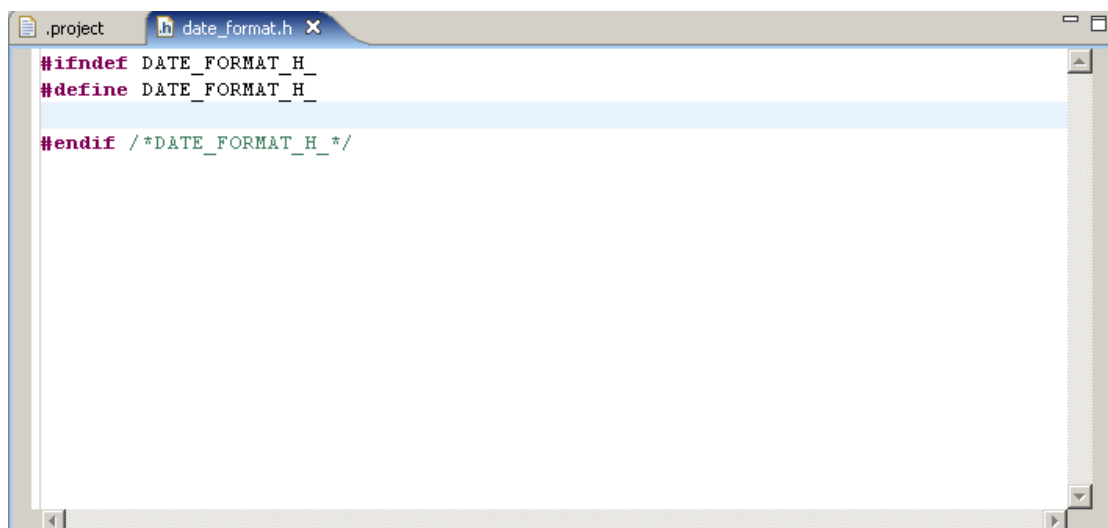 .project date_format.h
#ifndef DATE_FORMAT_H_
#define DATE_FORMAT_H_
#endif /*DATE_FORMAT_H_*/